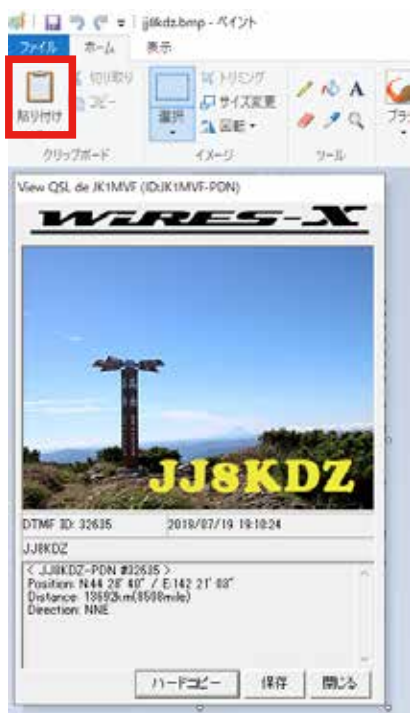 jj8kdz.bmp - ペイント
ファイル ホーム 表示
貼り付け
切り取り
コピー
クリップボード
選択
トリミング
サイズ変更
回転
イメージ
A
ツール
ブラ
View QSL de JK1MVF (ID:JK1MVF-PDN)
WiRES-X
JJ8KDZ
DTMF ID: 32635 2019/07/19 19:10:24
JJ8KDZ
< JJ8KDZ-PDN #32635 >
Position: N:44 28' 40" / E:142 21' 08"
Distance: 13692km(8508mile)
Direction: NNE
ハードコピー 保存 閉じる